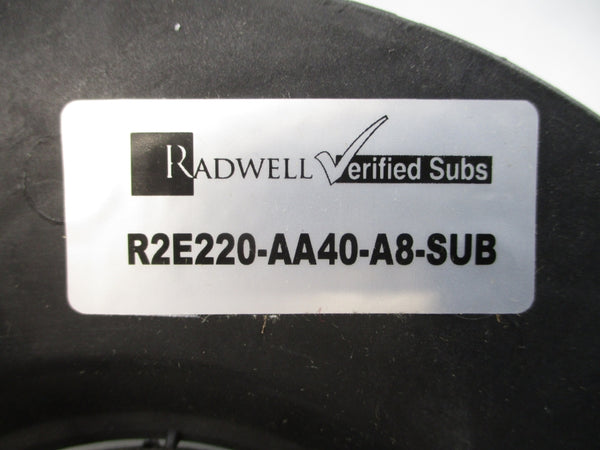 RADWELL Verified Subs
R2E220-AA40-A8-SUB